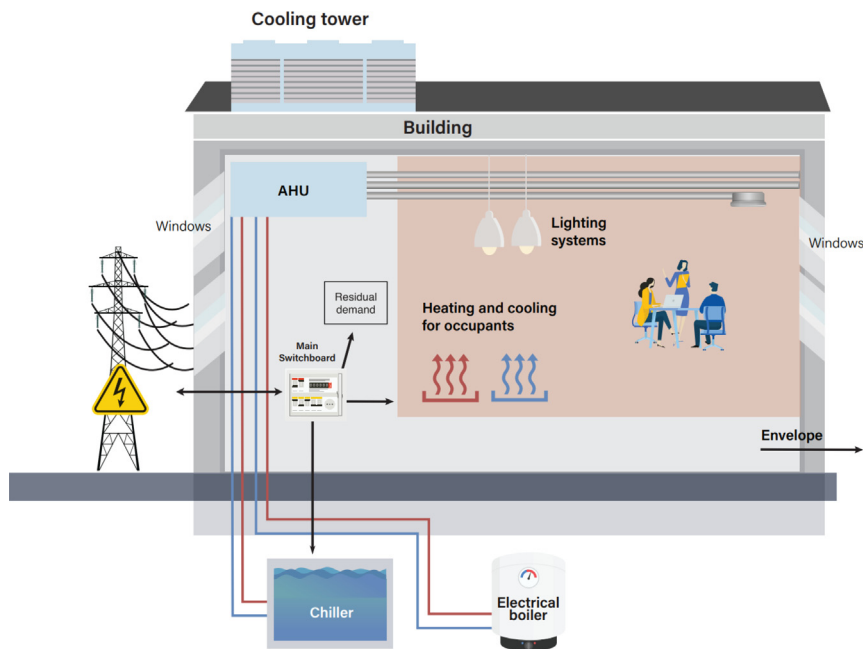 Cooling tower
Building
AHU
Windows
Lighting
systems
Windows
Residual
demand
Heating and cooling
for occupants
Main
Switchboard
Envelope
Chiller
Electrical
boiler